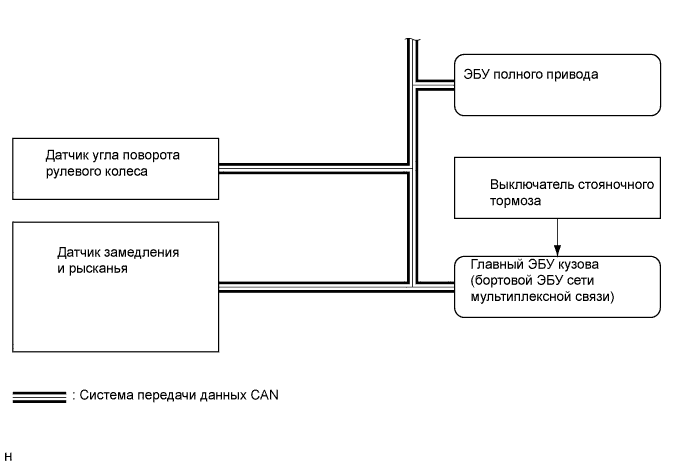 ЭБУ полного привода
Датчик угла поворота
рулевого колеса
Выключатель стояночного
тормоза
Датчик замедления
и рысканья
Главный ЭБУ кузова
(бортовой ЭБУ сети
мультиплексной связи)
: Система передачи данных CAN
H